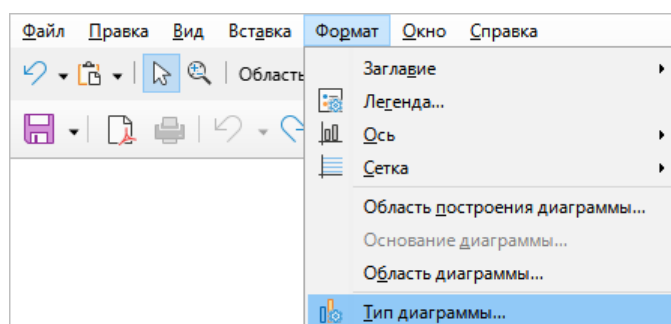 Файл Правка Вид Вставка Формат Окно Справка
Область
Заглавие
Легенда...
Ось
Сетка
Область построения диаграммы...
Основание диаграммы...
Область диаграммы...
Тип диаграммы...